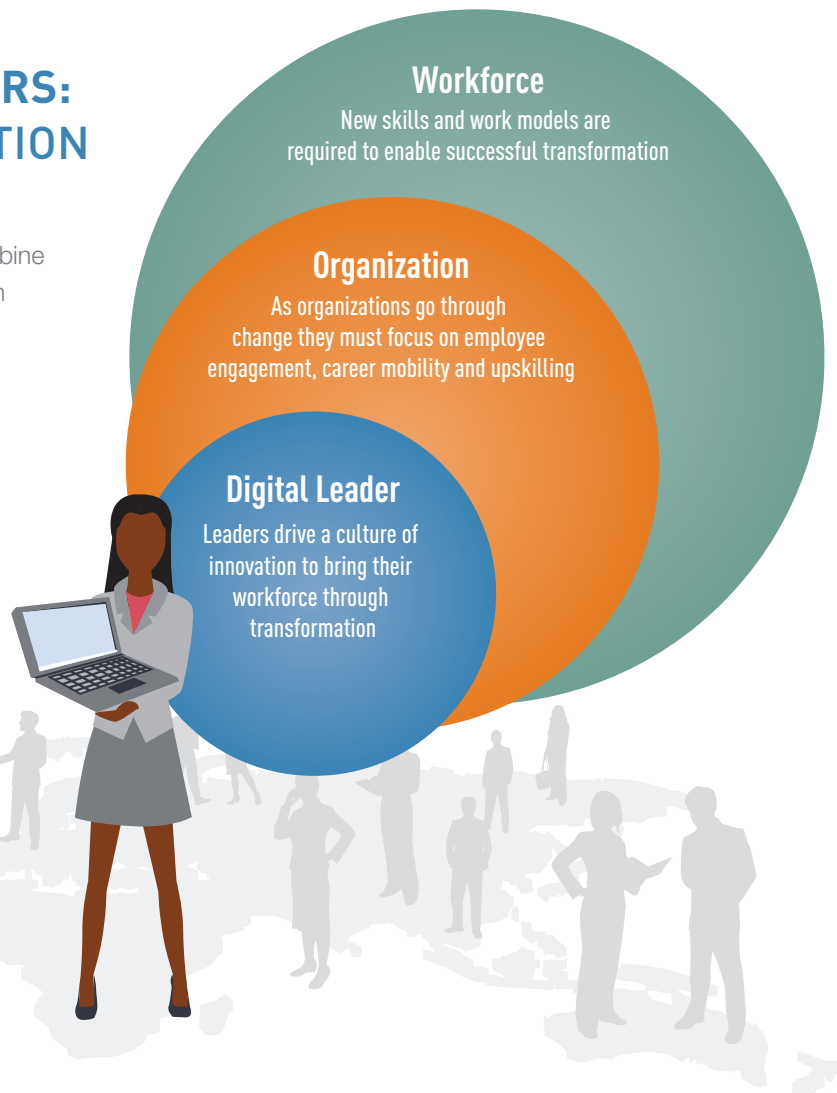 RS:
TION
bine
Workforce
New skills and work models are
required to enable successful transformation
Organization
As organizations go through
change they must focus on employee
engagement, career mobility and upskilling
Digital Leader
Leaders drive a culture of
innovation to bring their
workforce through
transformation